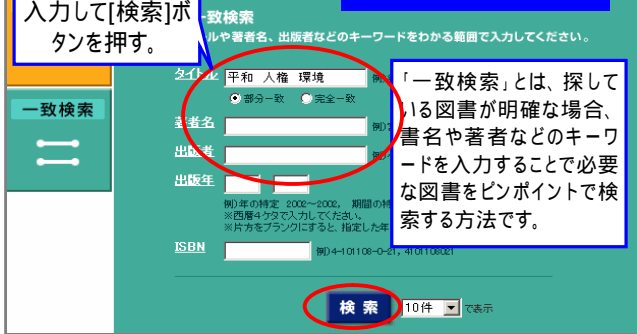 入力して[検索]ボ
タンを押す。
一致検索
ルや著者名、出版者などのキーワードをわかる範囲で入力してください。
一致検索
タイトル 平和 人権 環境
部分一致 完全一致
著者名
出版者
出版年
例)年の特定 2002～2002, 期間の特
※西暦4ケタで入力してください。
※片方をブランクにすると、指定した年
ISBN 例)4-101108-0-21, 4101108021
検索 10件 で表示
「一致検索」とは、探して
いる図書が明確な場合、
書名や著者などのキーワ
ードを入力することで必要
な図書をピンポイントで検
索する方法です。